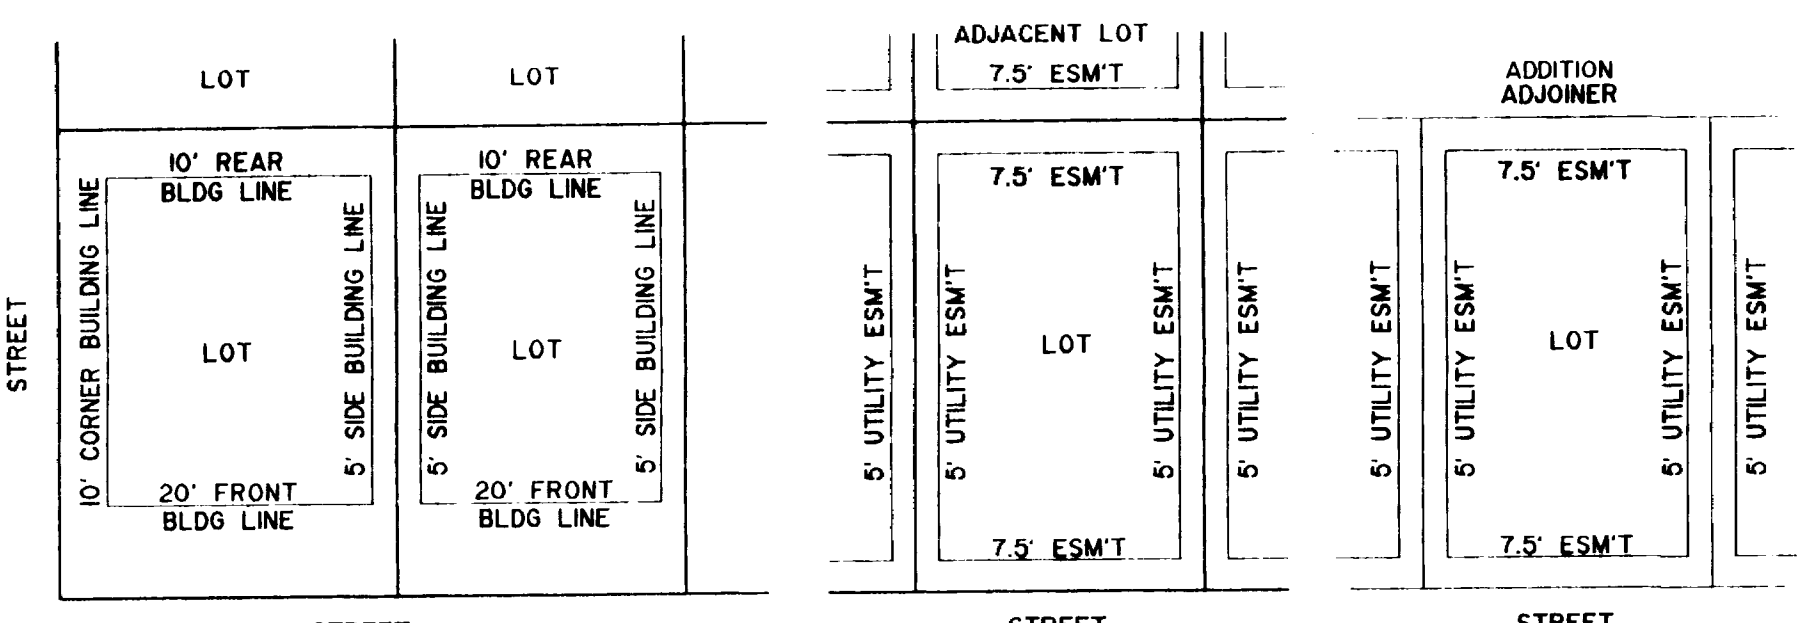 LOT
LOT
10' REAR
BLDG LINE
10' REAR
BLDG LINE
STREET
10' CORNER BUILDING LINE
LOT
5' SIDE BUILDING LINE
5' SIDE BUILDING LINE
LOT
5' SIDE BUILDING LINE
20' FRONT
BLDG LINE
20' FRONT
BLDG LINE
ADJACENT LOT
7.5' ESM'T
7.5' ESM'T
5' UTILITY ESM'T
5' UTILITY ESM'T
LOT
5' UTILITY ESM'T
5' UTILITY ESM'T
7.5' ESM'T
STREET
ADDITION
ADJOINER
7.5' ESM'T
5' UTILITY ESM'T
5' UTILITY ESM'T
LOT
5' UTILITY ESM'T
5' UTILITY ESM'T
7.5' ESM'T
STREET